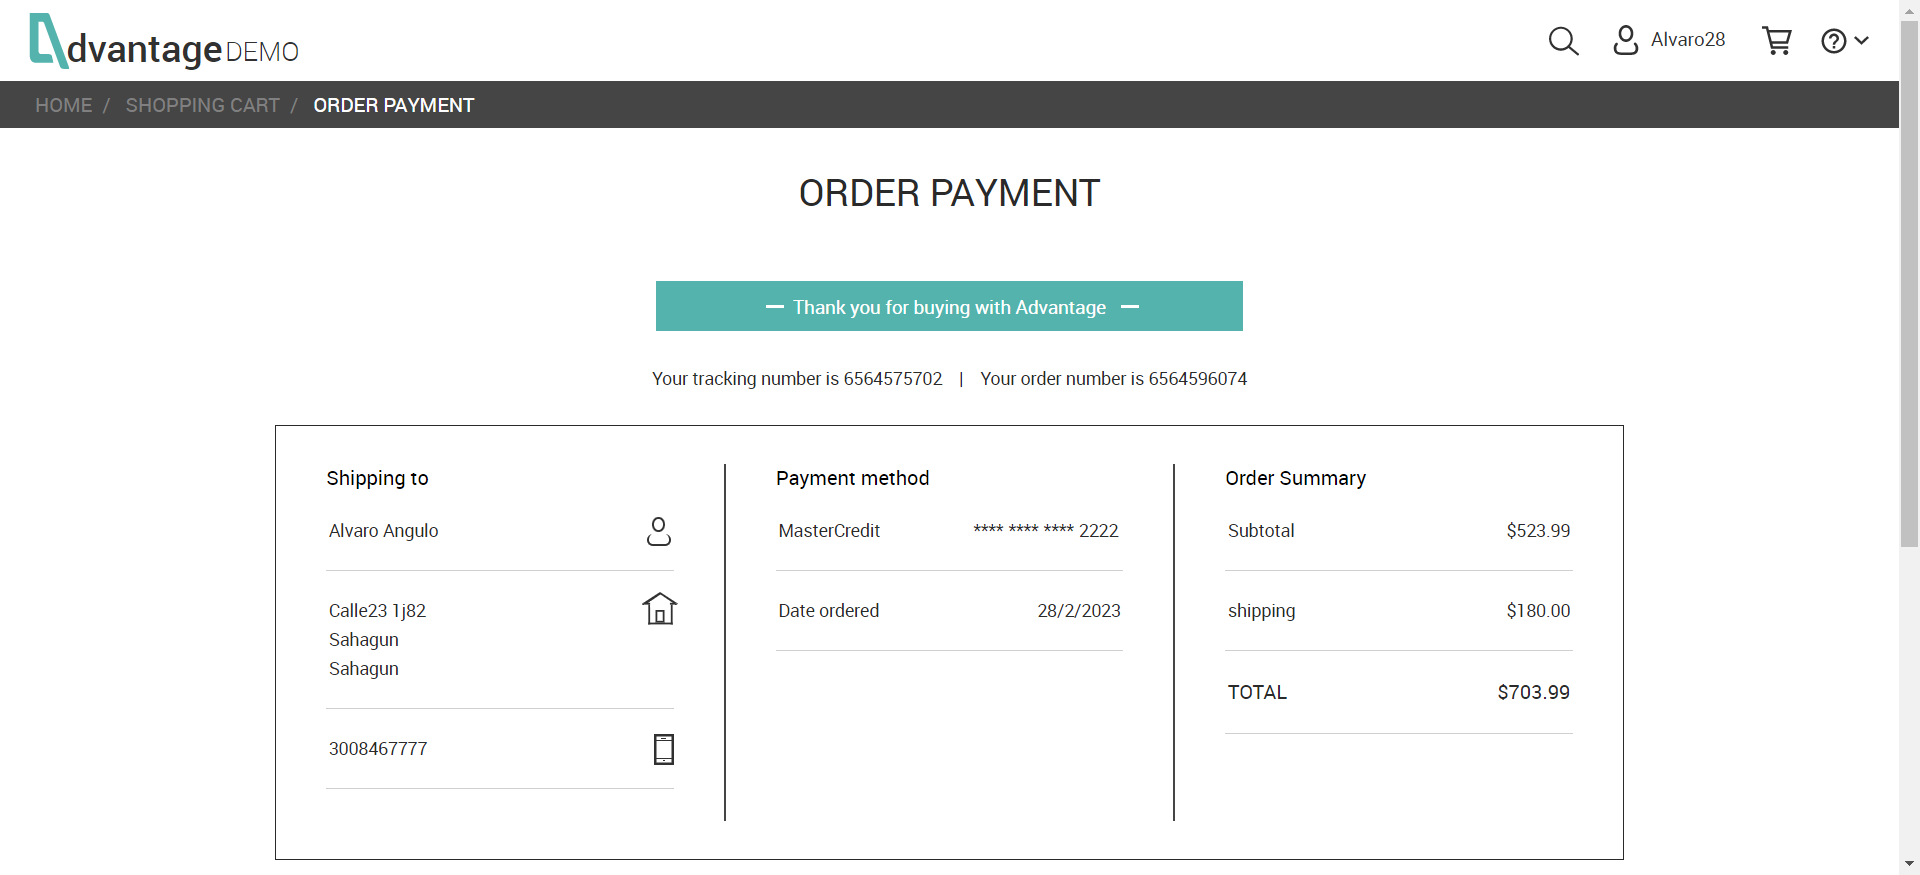 dvantage DEMO
Alvaro28
HOME / SHOPPING CART / ORDER PAYMENT
ORDER PAYMENT
Thank you for buying with Advantage
Your tracking number is 6564575702 | Your order number is 6564596074
Shipping to
Alvaro Angulo
Calle23 1j82
Sahagun
Sahagun
3008467777
Payment method
MasterCredit **** **** **** 2222
Date ordered 28/2/2023
Order Summary
Subtotal $523.99
shipping $180.00
TOTAL $703.99